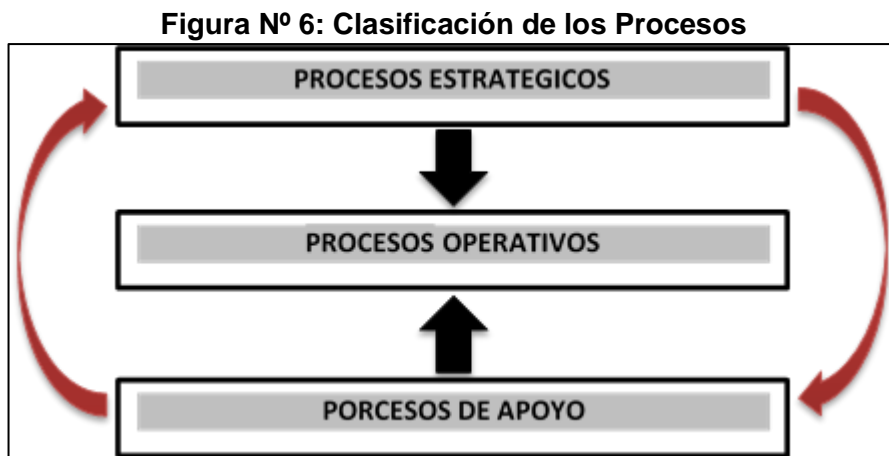 Figura Nº 6: Clasificación de los Procesos
PROCESOS ESTRATEGICOS
PROCESOS OPERATIVOS
PORCESOS DE APOYO